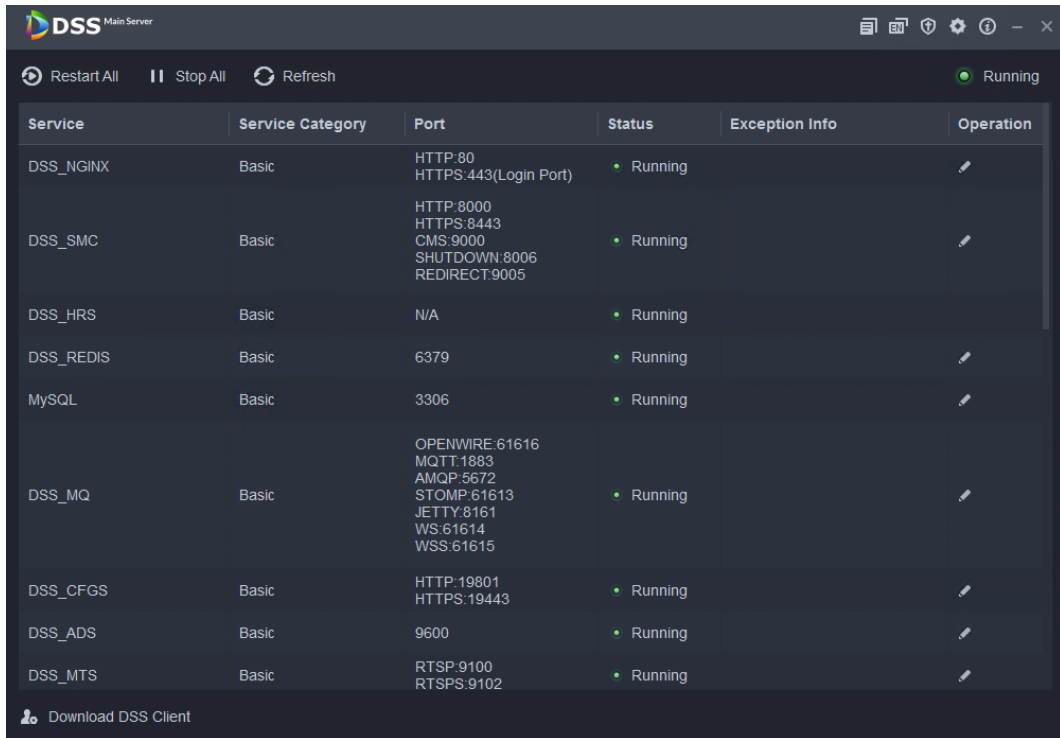 DSS Main Server
EN
Restart All Stop All Refresh Running
Service Service Category Port Status Exception Info Operation
DSS_NGINX Basic HTTP:80 Running
HTTPS:443(Login Port)
HTTP:8000
HTTPS:8443
DSS_SMC Basic CMS:9000 Running
SHUTDOWN:8006
REDIRECT:9005
DSS_HRS Basic N/A Running
DSS_REDIS Basic 6379 Running
MySQL Basic 3306 Running
OPENWIRE:61616
MQTT:1883
AMQP:5672
DSS_MQ Basic STOMP:61613 Running
JETTY:8161
WS:61614
WSS:61615
DSS_CFGS Basic HTTP:19801 Running
HTTPS:19443
DSS_ADS Basic 9600 Running
DSS_MTS Basic RTSP:9100 Running
RTSPS:9102
Download DSS Client